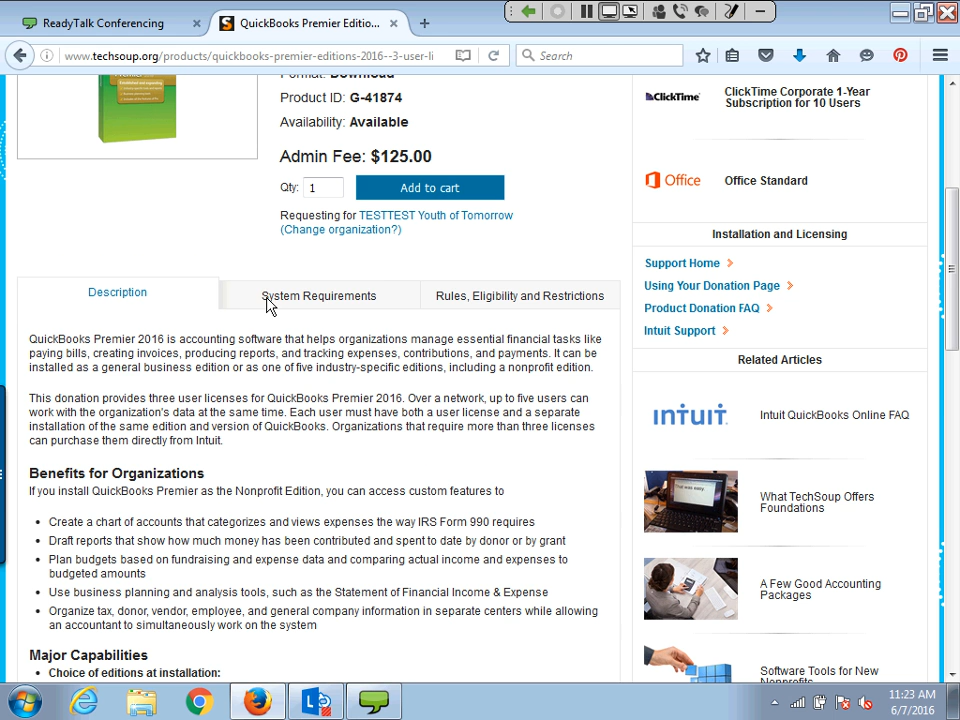 ReadyTalk Conferencing
QuickBooks Premier Editio...
www.techsoup.org/products/quickbooks-premier-editions-2016--3-user-li
Search
Format: Download
Product ID: G-41874
Availability: Available
Admin Fee: $125.00
Qty: 1
Add to cart
Requesting for TESTTEST Youth of Tomorrow
(Change organization?)
Description
System Requirements
Rules, Eligibility and Restrictions
QuickBooks Premier 2016 is accounting software that helps organizations manage essential financial tasks like
paying bills, creating invoices, producing reports, and tracking expenses, contributions, and payments. It can be
installed as a general business edition or as one of five industry-specific editions, including a nonprofit edition.
This donation provides three user licenses for QuickBooks Premier 2016. Over a network, up to five users can
work with the organization's data at the same time. Each user must have both a user license and a separate
installation of the same edition and version of QuickBooks. Organizations that require more than three licenses
can purchase them directly from Intuit.
Benefits for Organizations
If you install QuickBooks Premier as the Nonprofit Edition, you can access custom features to
Create a chart of accounts that categorizes and views expenses the way IRS Form 990 requires
Draft reports that show how much money has been contributed and spent to date by donor or by grant
Plan budgets based on fundraising and expense data and comparing actual income and expenses to
budgeted amounts
Use business planning and analysis tools, such as the Statement of Financial Income & Expense
Organize tax, donor, vendor, employee, and general company information in separate centers while allowing
an accountant to simultaneously work on the system
Major Capabilities
Choice of editions at installation:
ClickTime
ClickTime Corporate 1-Year
Subscription for 10 Users
Office
Office Standard
Installation and Licensing
Support Home
Using Your Donation Page
Product Donation FAQ
Intuit Support
Related Articles
intuit
Intuit QuickBooks Online FAQ
What TechSoup Offers
Foundations
A Few Good Accounting
Packages
Software Tools for New
Nonprofits
11:23 AM
6/7/2016